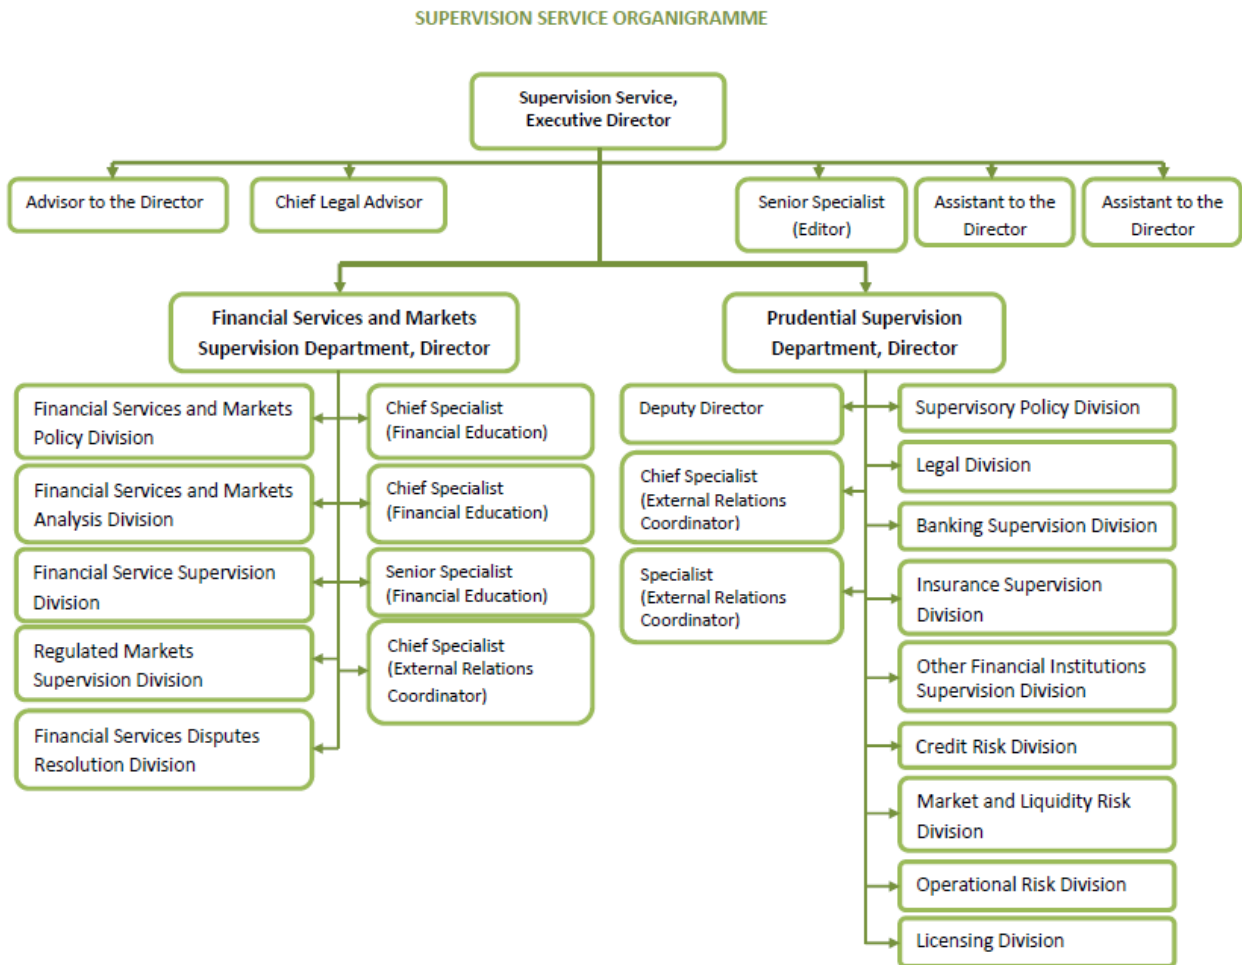 SUPERVISION SERVICE ORGANIGRAMME
Supervision Service,
Executive Director
Advisor to the Director
Chief Legal Advisor
Senior Specialist
(Editor)
Assistant to the
Director
Assistant to the
Director
Financial Services and Markets
Supervision Department, Director
Financial Services and Markets
Policy Division
Financial Services and Markets
Analysis Division
Financial Service Supervision
Division
Regulated Markets
Supervision Division
Financial Services Disputes
Resolution Division
Chief Specialist
(Financial Education)
Chief Specialist
(Financial Education)
Senior Specialist
(Financial Education)
Chief Specialist
(External Relations
Coordinator)
Prudential Supervision
Department, Director
Deputy Director
Chief Specialist
(External Relations
Coordinator)
Specialist
(External Relations
Coordinator)
Supervisory Policy Division
Legal Division
Banking Supervision Division
Insurance Supervision
Division
Other Financial Institutions
Supervision Division
Credit Risk Division
Market and Liquidity Risk
Division
Operational Risk Division
Licensing Division